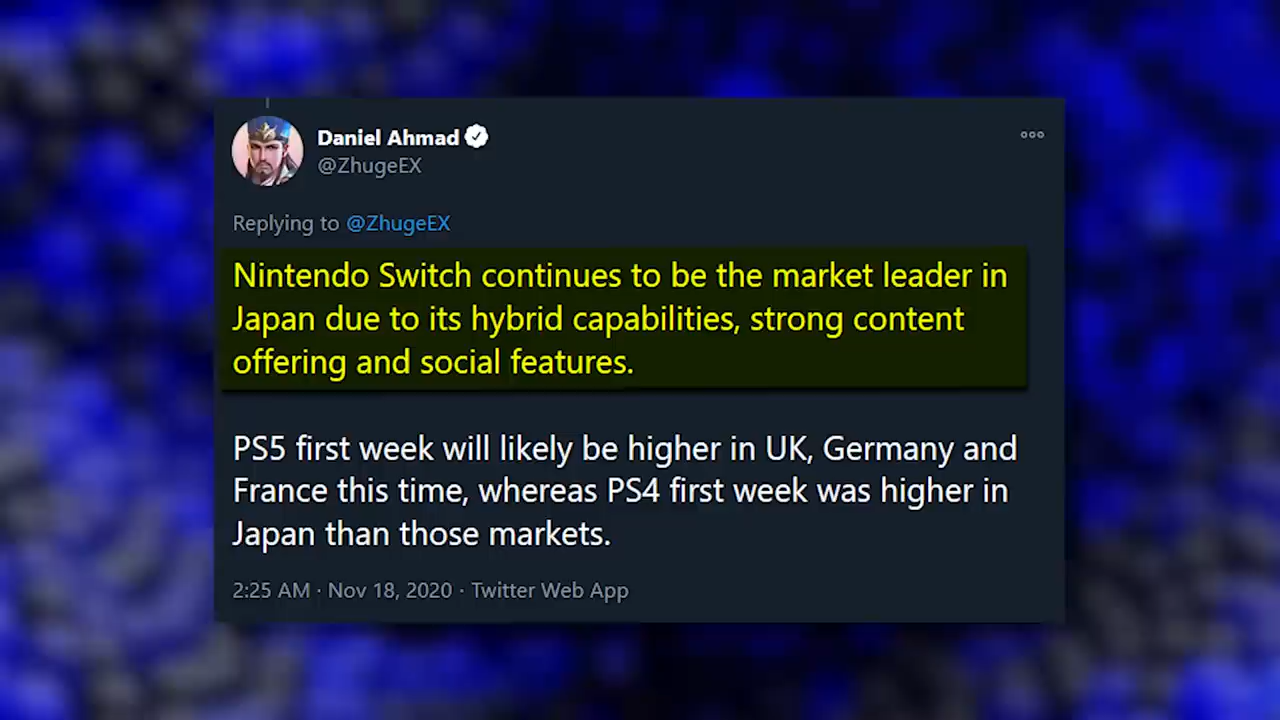 Daniel Ahmad
@ZhugeEX
Replying to @ZhugeEX
Nintendo Switch continues to be the market leader in
Japan due to its hybrid capabilities, strong content
offering and social features.
PS5 first week will likely be higher in UK, Germany and
France this time, whereas PS4 first week was higher in
Japan than those markets.
2:25 AM · Nov 18, 2020 · Twitter Web App